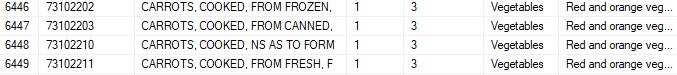 6446 73102202 CARROTS, COOKED, FROM FROZEN, 1 3 Vegetables Red and orange veg...
6447 73102203 CARROTS, COOKED, FROM CANNED, 1 3 Vegetables Red and orange veg...
6448 73102210 CARROTS, COOKED, NS AS TO FORM 1 3 Vegetables Red and orange veg...
6449 73102211 CARROTS, COOKED, FROM FRESH, F 1 3 Vegetables Red and orange veg...